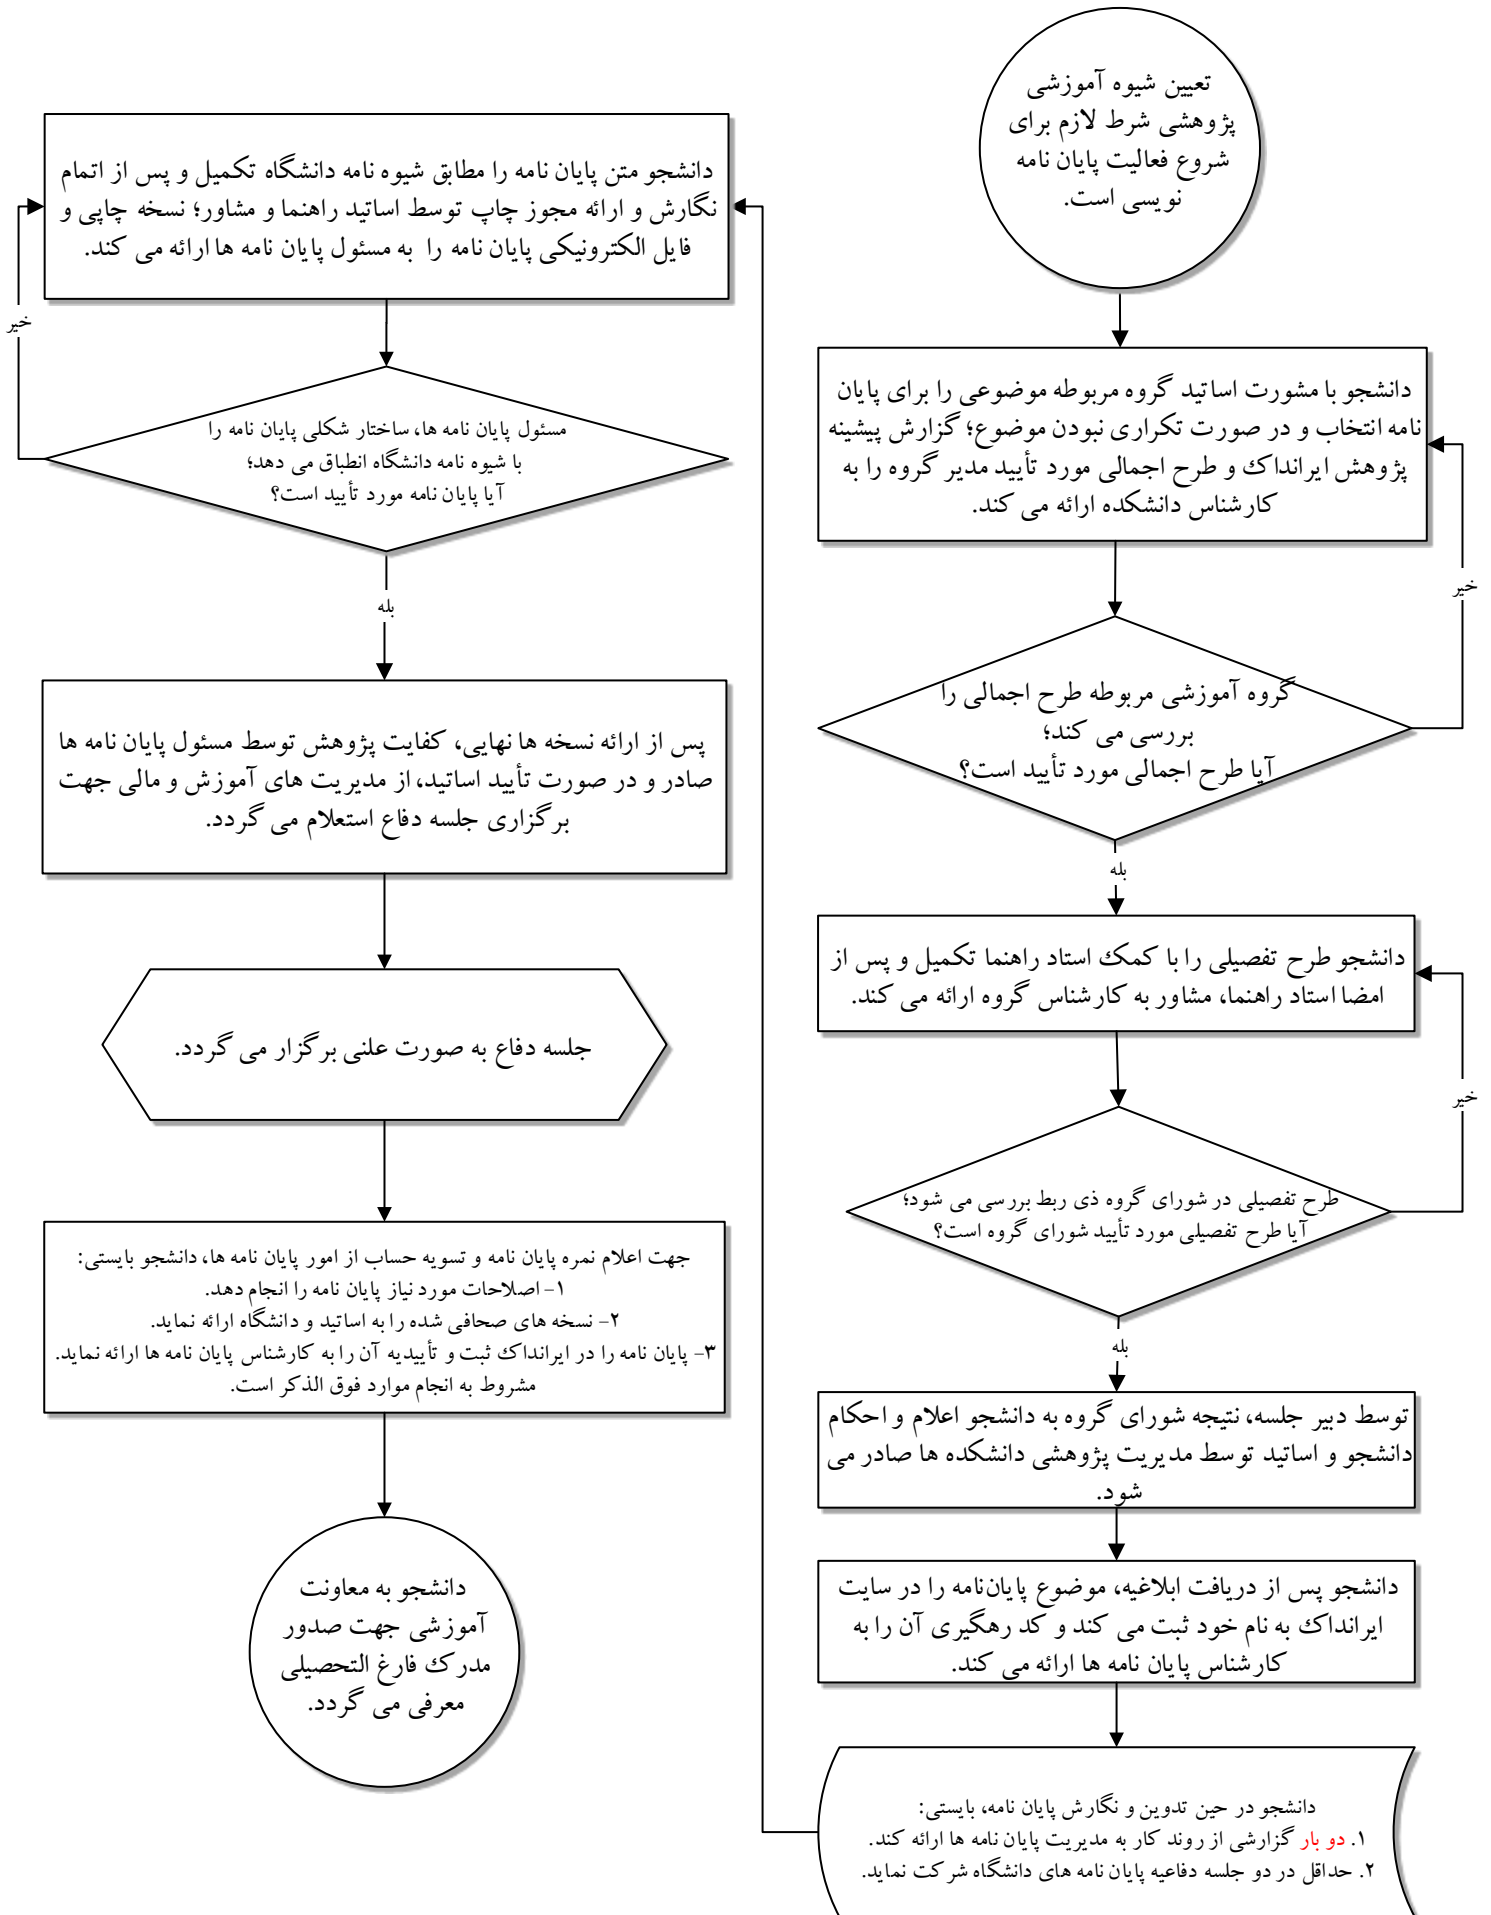 تعیین شیوه آموزشی
پژوهشی شرط لازم برای
شروع فعالیت پایان نامه
نویسی است.
دانشجو با مشورت اساتید گروه مربوطه موضوعی را برای پایان
نامه انتخاب و در صورت تکراری نبودن موضوع؛ گزارش پیشینه
پژوهش ایرانداک و طرح اجمالی مورد تأیید مدیر گروه را به
کارشناس دانشکده ارائه می کند.
خیر
گروه آموزشی مربوطه طرح اجمالی را
بررسی می کند؛
آیا طرح اجمالی مورد تأیید است؟
بله
دانشجو طرح تفصیلی را با کمک استاد راهنما تکمیل و پس از
امضا استاد راهنما، مشاور به کارشناس گروه ارائه می کند.
خیر
طرح تفصیلی در شورای گروه ذی ربط بررسی می شود؛
آیا طرح تفصیلی مورد تأیید شورای گروه است؟
بله
توسط دبیر جلسه، نتیجه شورای گروه به دانشجو اعلام و احکام
دانشجو و اساتید توسط مدیریت پژوهشی دانشکده ها صادر می
شود.
دانشجو پس از دریافت ابلاغیه، موضوع پایان‌نامه را در سایت
ایرانداک به نام خود ثبت می کند و کد رهگیری آن را به
کارشناس پایان نامه ها ارائه می کند.
دانشجو در حین تدوین و نگارش پایان نامه، بایستی:
۱. دو بار گزارشی از روند کار به مدیریت پایان نامه ها ارائه کند.
۲. حداقل در دو جلسه دفاعیه پایان نامه های دانشگاه شرکت نماید.
دانشجو متن پایان نامه را مطابق شیوه نامه دانشگاه تکمیل و پس از اتمام
نگارش و ارائه مجوز چاپ توسط اساتید راهنما و مشاور؛ نسخه چاپی و
فایل الکترونیکی پایان نامه را به مسئول پایان نامه ها ارائه می کند.
خیر
مسئول پایان نامه ها، ساختار شکلی پایان نامه را
با شیوه نامه دانشگاه انطباق می دهد؛
آیا پایان نامه مورد تأیید است؟
بله
پس از ارائه نسخه ها نهایی، کفایت پژوهش توسط مسئول پایان نامه ها
صادر و در صورت تأیید اساتید، از مدیریت های آموزش و مالی جهت
برگزاری جلسه دفاع استعلام می گردد.
جلسه دفاع به صورت علنی برگزار می گردد.
جهت اعلام نمره پایان نامه و تسویه حساب از امور پایان نامه ها، دانشجو بایستی:
۱- اصلاحات مورد نیاز پایان نامه را انجام دهد.
۲- نسخه های صحافی شده را به اساتید و دانشگاه ارائه نماید.
۳- پایان نامه را در ایرانداک ثبت و تأییدیه آن را به کارشناس پایان نامه ها ارائه نماید.
مشروط به انجام موارد فوق الذکر است.
دانشجو به معاونت
آموزشی جهت صدور
مدرک فارغ التحصیلی
معرفی می گردد.